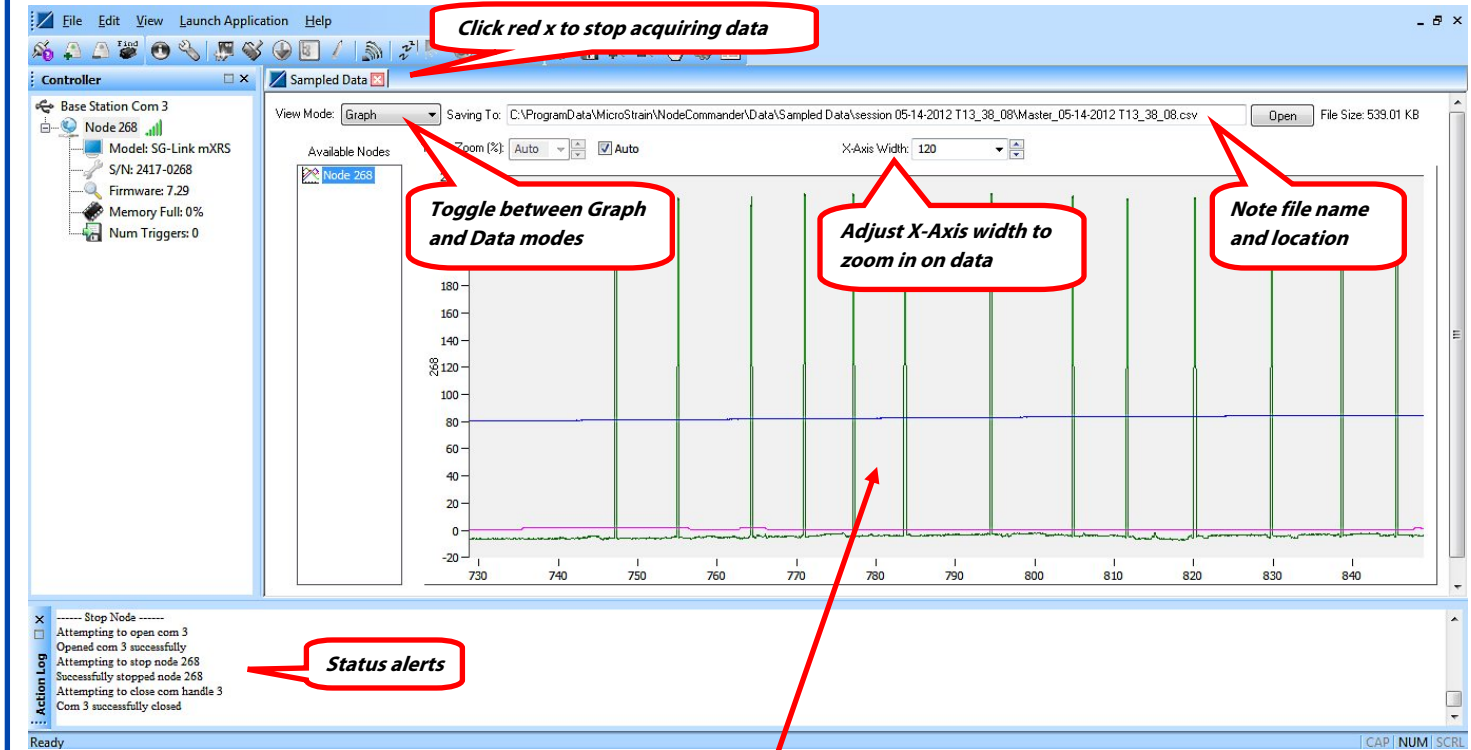 File Edit View Launch Application Help
Click red x to stop acquiring data
Find
Controller
Sampled Data
Base Station Com 3
Node 268
Model: SG-Link mXRS
S/N: 2417-0268
Firmware: 7.29
Memory Full: 0%
Num Triggers: 0
View Mode: Graph Saving To: C:\ProgramData\MicroStrain\NodeCommander\Data\Sampled Data\session 05-14-2012 T13_38_08\Master_05-14-2012 T13_38_08.csv Open File Size: 539.01 KB
Available Nodes Zoom (%): Auto Auto X-Axis Width: 120
Node 268
Toggle between Graph
and Data modes
Adjust X-Axis width to
zoom in on data
Note file name
and location
180
160
140
120
100
80
60
40
20
0
-20
268
730 740 750 760 770 780 790 800 810 820 830 840
Action Log
------ Stop Node ------
Attempting to open com 3
Opened com 3 successfully
Attempting to stop node 268
Successfully stopped node 268
Attempting to close com handle 3
Com 3 successfully closed
Status alerts
Ready CAP NUM SCRL